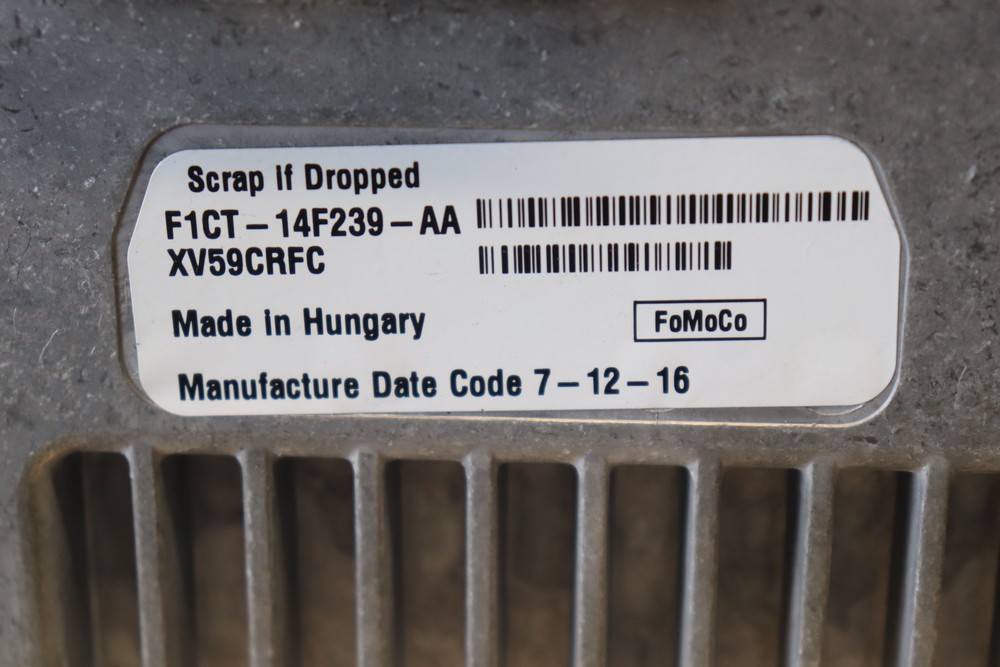 Scrap If Dropped
F1CT-14F239-AA
XV59CRFC
Made in Hungary
FoMoCo
Manufacture Date Code 7-12-16